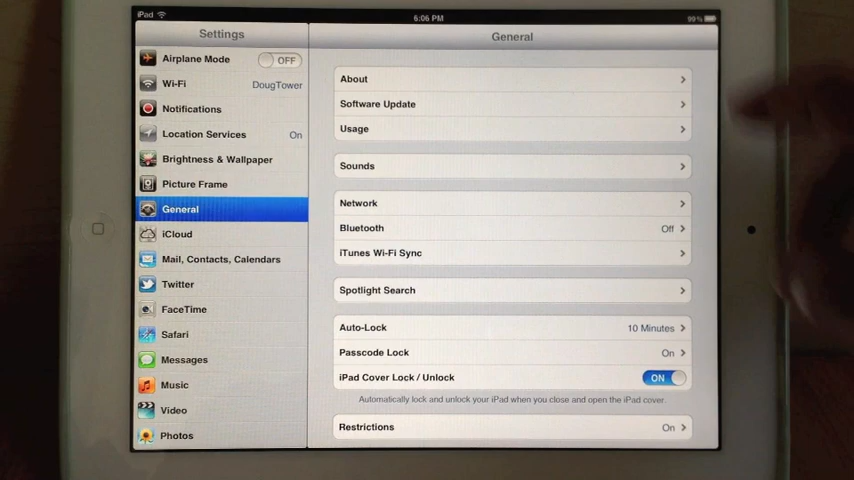 iPad 6:06 PM 99%
Settings
General
Airplane Mode OFF
Wi-Fi DougTower
Notifications
Location Services On
Brightness & Wallpaper
Picture Frame
General
iCloud
Mail, Contacts, Calendars
Twitter
FaceTime
Safari
Messages
Music
Video
Photos
About
Software Update
Usage
Sounds
Network
Bluetooth Off
iTunes Wi-Fi Sync
Spotlight Search
Auto-Lock 10 Minutes
Passcode Lock On
iPad Cover Lock / Unlock ON
Automatically lock and unlock your iPad when you close and open the iPad cover.
Restrictions On